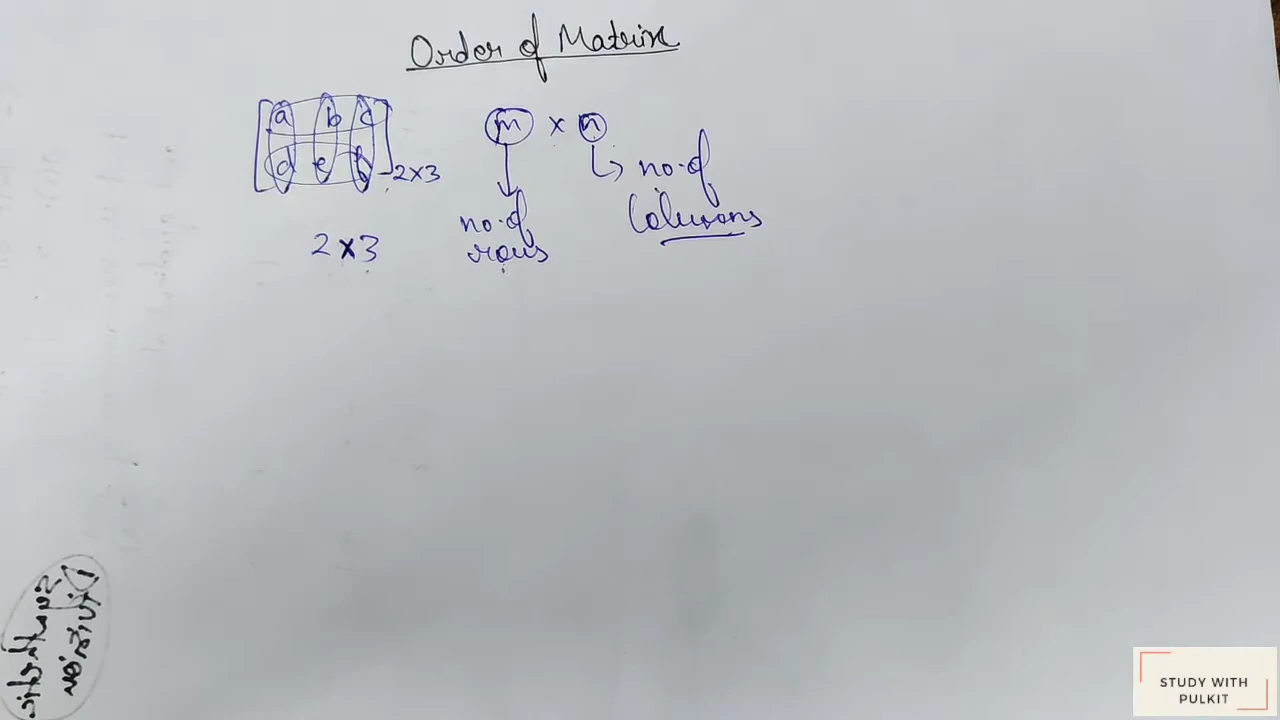 Order of Matrix
a b c
d e f
2×3
m × n
no. of
Columns
no. of
rows
2×3
STUDY WITH
PULKIT